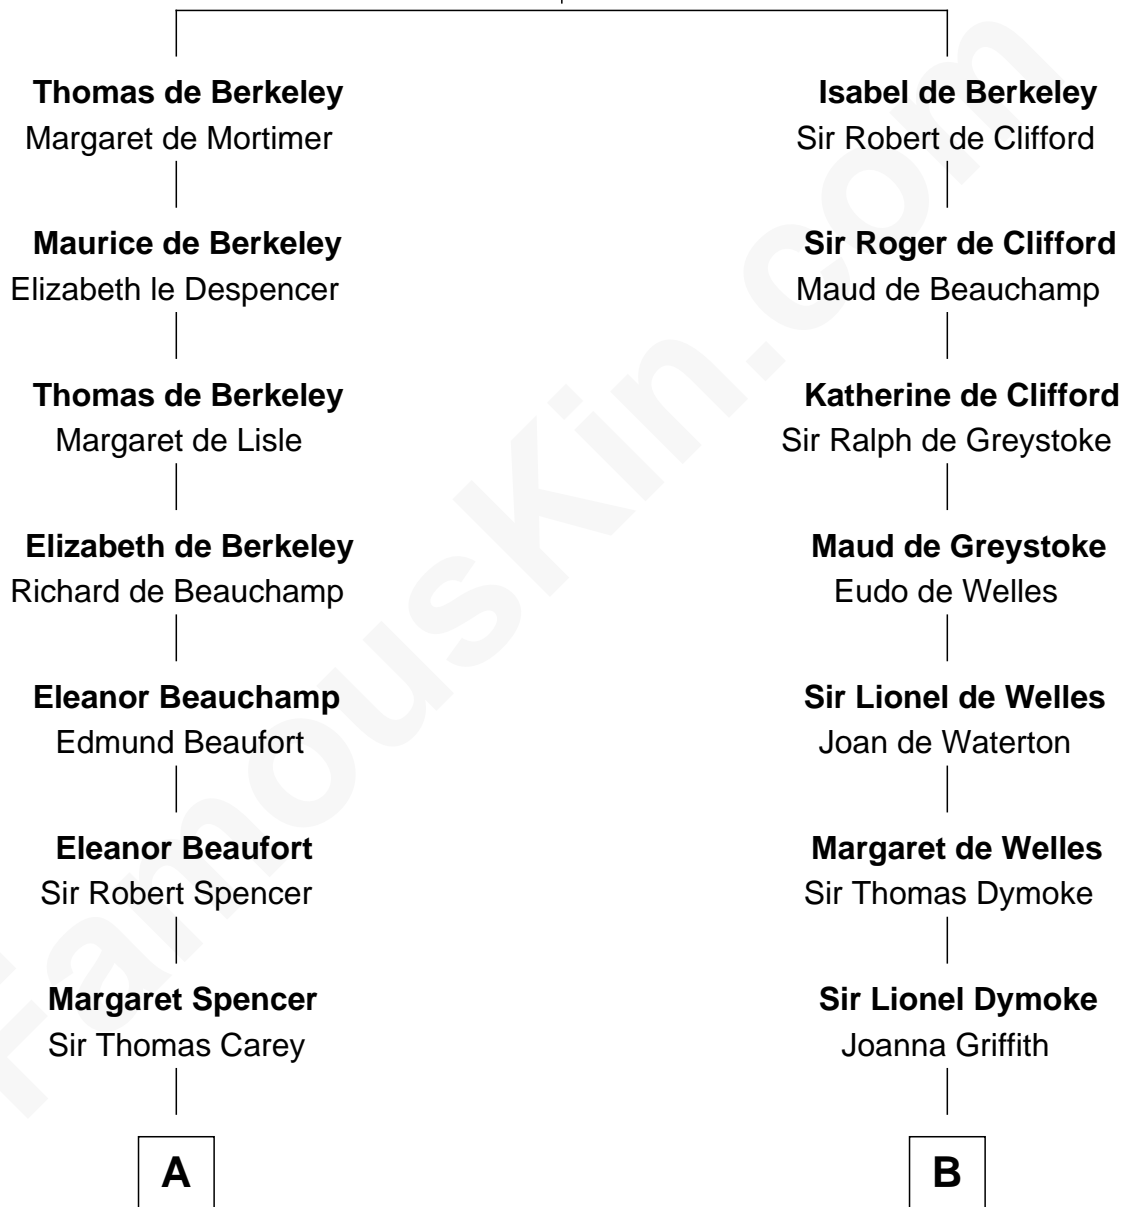 Thomas de Berkeley
Margaret de Mortimer
Maurice de Berkeley
Elizabeth le Despencer
Thomas de Berkeley
Margaret de Lisle
Elizabeth de Berkeley
Richard de Beauchamp
Eleanor Beauchamp
Edmund Beaufort
Eleanor Beaufort
Sir Robert Spencer
Margaret Spencer
Sir Thomas Carey
A
Isabel de Berkeley
Sir Robert de Clifford
Sir Roger de Clifford
Maud de Beauchamp
Katherine de Clifford
Sir Ralph de Greystoke
Maud de Greystoke
Eudo de Welles
Sir Lionel de Welles
Joan de Waterton
Margaret de Welles
Sir Thomas Dymoke
Sir Lionel Dymoke
Joanna Griffith
B
FamousKin.com